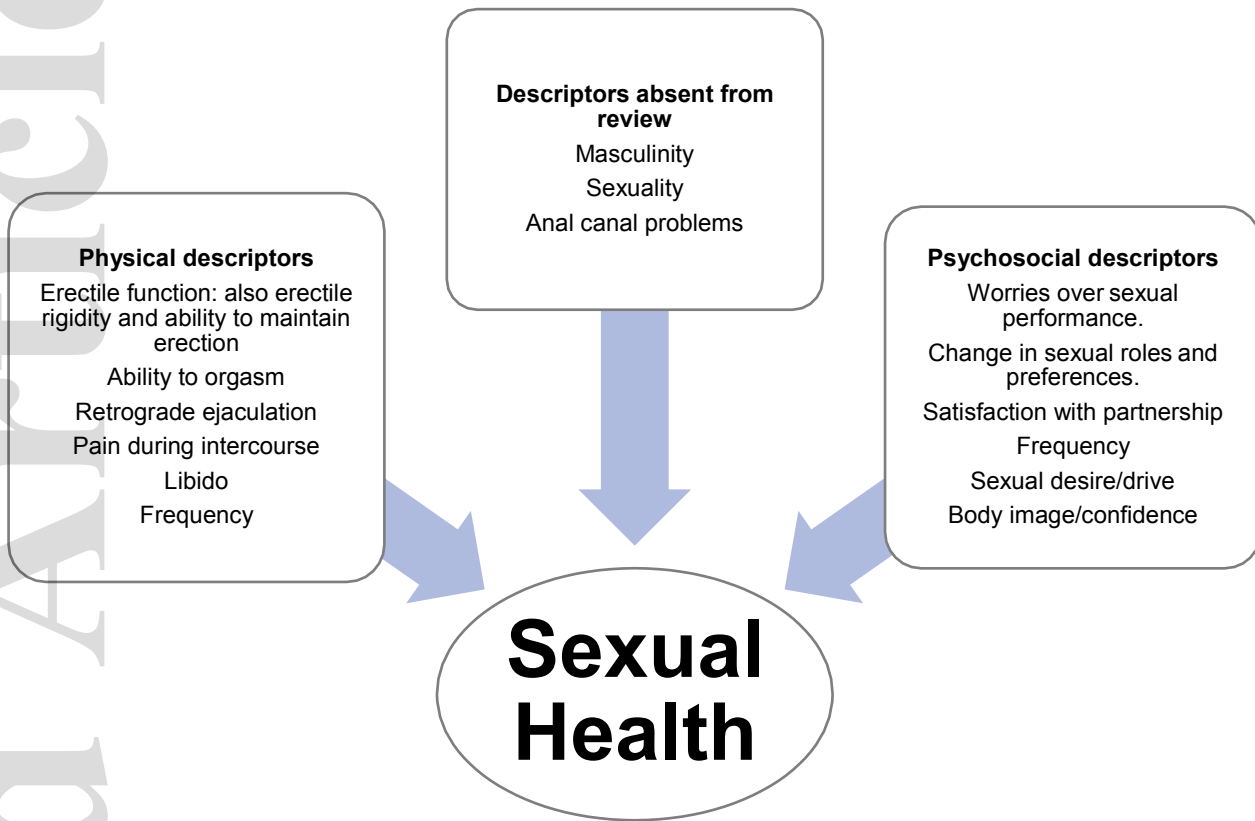 Descriptors absent from
review
Masculinity
Sexuality
Anal canal problems
Physical descriptors
Erectile function: also erectile
rigidity and ability to maintain
erection
Ability to orgasm
Retrograde ejaculation
Pain during intercourse
Libido
Frequency
Psychosocial descriptors
Worries over sexual
performance.
Change in sexual roles and
preferences.
Satisfaction with partnership
Frequency
Sexual desire/drive
Body image/confidence
Sexual
Health